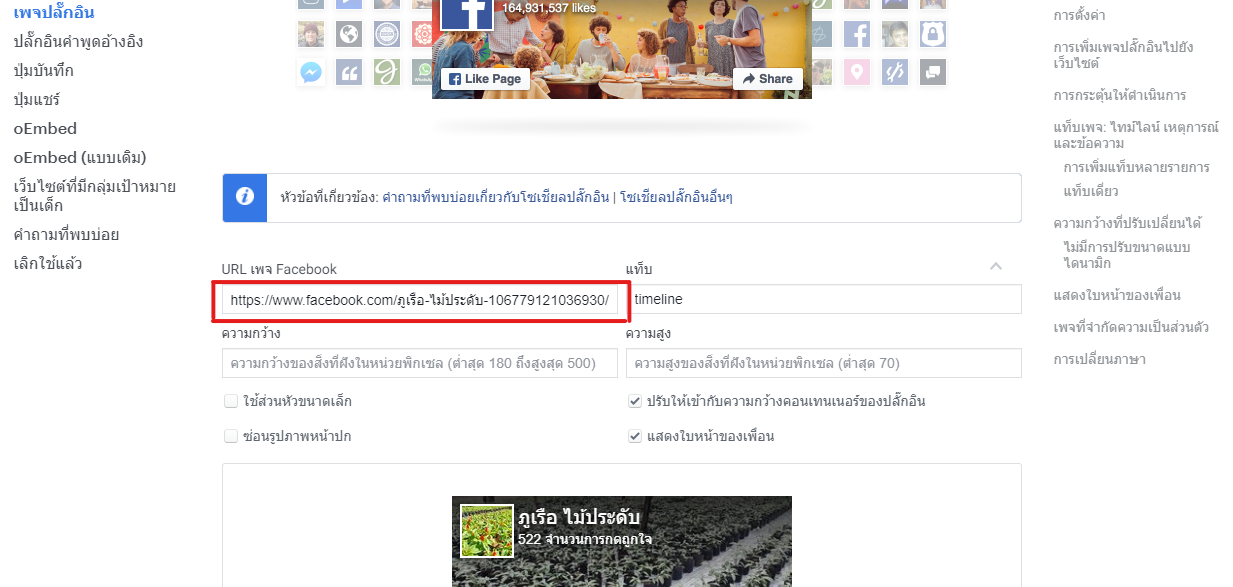 เพจปลั๊กอิน
ปลั๊กอินคำพูดอ้างอิง
ปุ่มบันทึก
ปุ่มแชร์
oEmbed
oEmbed (แบบเดิม)
เว็บไซต์ที่มีกลุ่มเป้าหมาย
เป็นเด็ก
คำถามที่พบบ่อย
เลิกใช้แล้ว
164,931,537 likes
Like Page
Share
หัวข้อที่เกี่ยวข้อง: คำถามที่พบบ่อยเกี่ยวกับโซเชียลปลั๊กอิน | โซเชียลปลั๊กอินอื่นๆ
URL เพจ Facebook
แท็บ
https://www.facebook.com/ภูเรือ-ไม้ประดับ-106779121036930/
timeline
ความกว้าง
ความสูง
ความกว้างของสิ่งที่ฝังในหน่วยพิกเซล (ต่ำสุด 180 ถึงสูงสุด 500)
ความสูงของสิ่งที่ฝังในหน่วยพิกเซล (ต่ำสุด 70)
ใช้ส่วนหัวขนาดเล็ก
ปรับให้เข้ากับความกว้างคอนเทนเนอร์ของปลั๊กอิน
ซ่อนรูปภาพหน้าปก
แสดงใบหน้าของเพื่อน
ภูเรือ ไม้ประดับ
522 จำนวนการกดถูกใจ
การตั้งค่า
การเพิ่มเพจปลั๊กอินไปยัง
เว็บไซต์
การกระตุ้นให้ดำเนินการ
แท็บเพจ: ไทม์ไลน์ เหตุการณ์
และข้อความ
การเพิ่มแท็บหลายรายการ
แท็บเดียว
ความกว้างที่ปรับเปลี่ยนได้
ไม่มีการปรับขนาดแบบ
ไดนามิก
แสดงใบหน้าของเพื่อน
เพจที่จำกัดความเป็นส่วนตัว
การเปลี่ยนภาษา